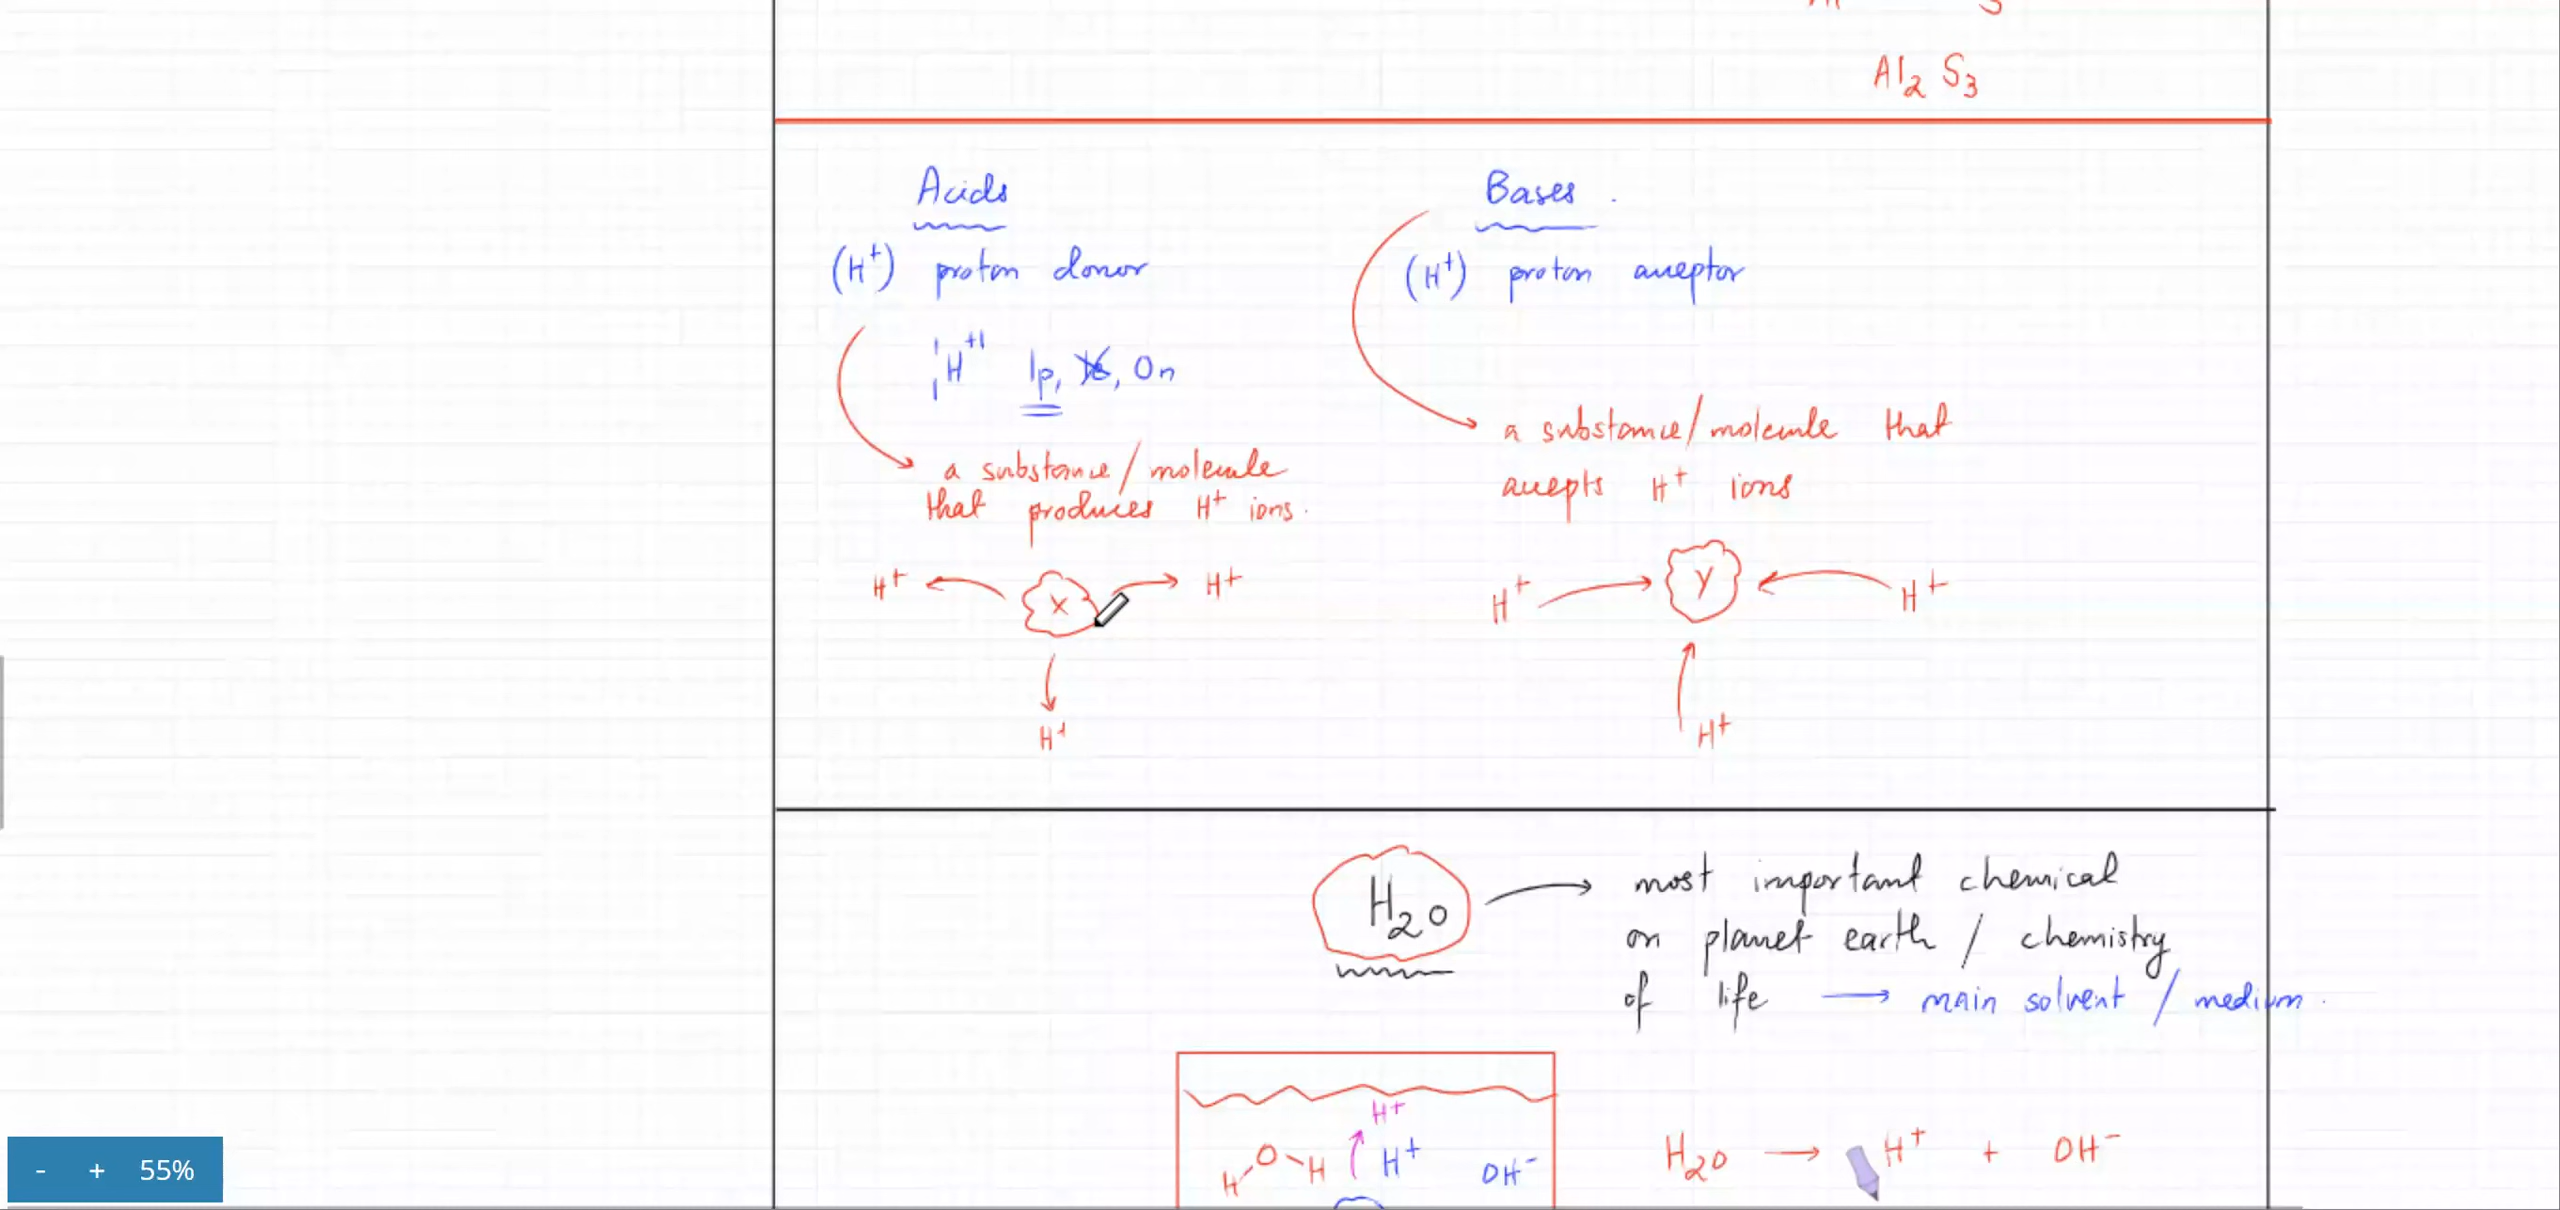 Al₂ S₃
Acids
(H⁺) proton donor
Bases .
(H⁺) proton acceptor
H⁺¹ 1p, 0n
a substance/molecule
that produces H⁺ ions.
a substance/molecule that
accepts H⁺ ions
H⁺ X H⁺
H⁺
H⁺ Y H⁺
H⁺
H₂O → most important chemical
on planet earth / chemistry
of life → main solvent / medium.
H⁺
H O H H⁺ OH⁻
H₂O → H⁺ + OH⁻
- + 55%